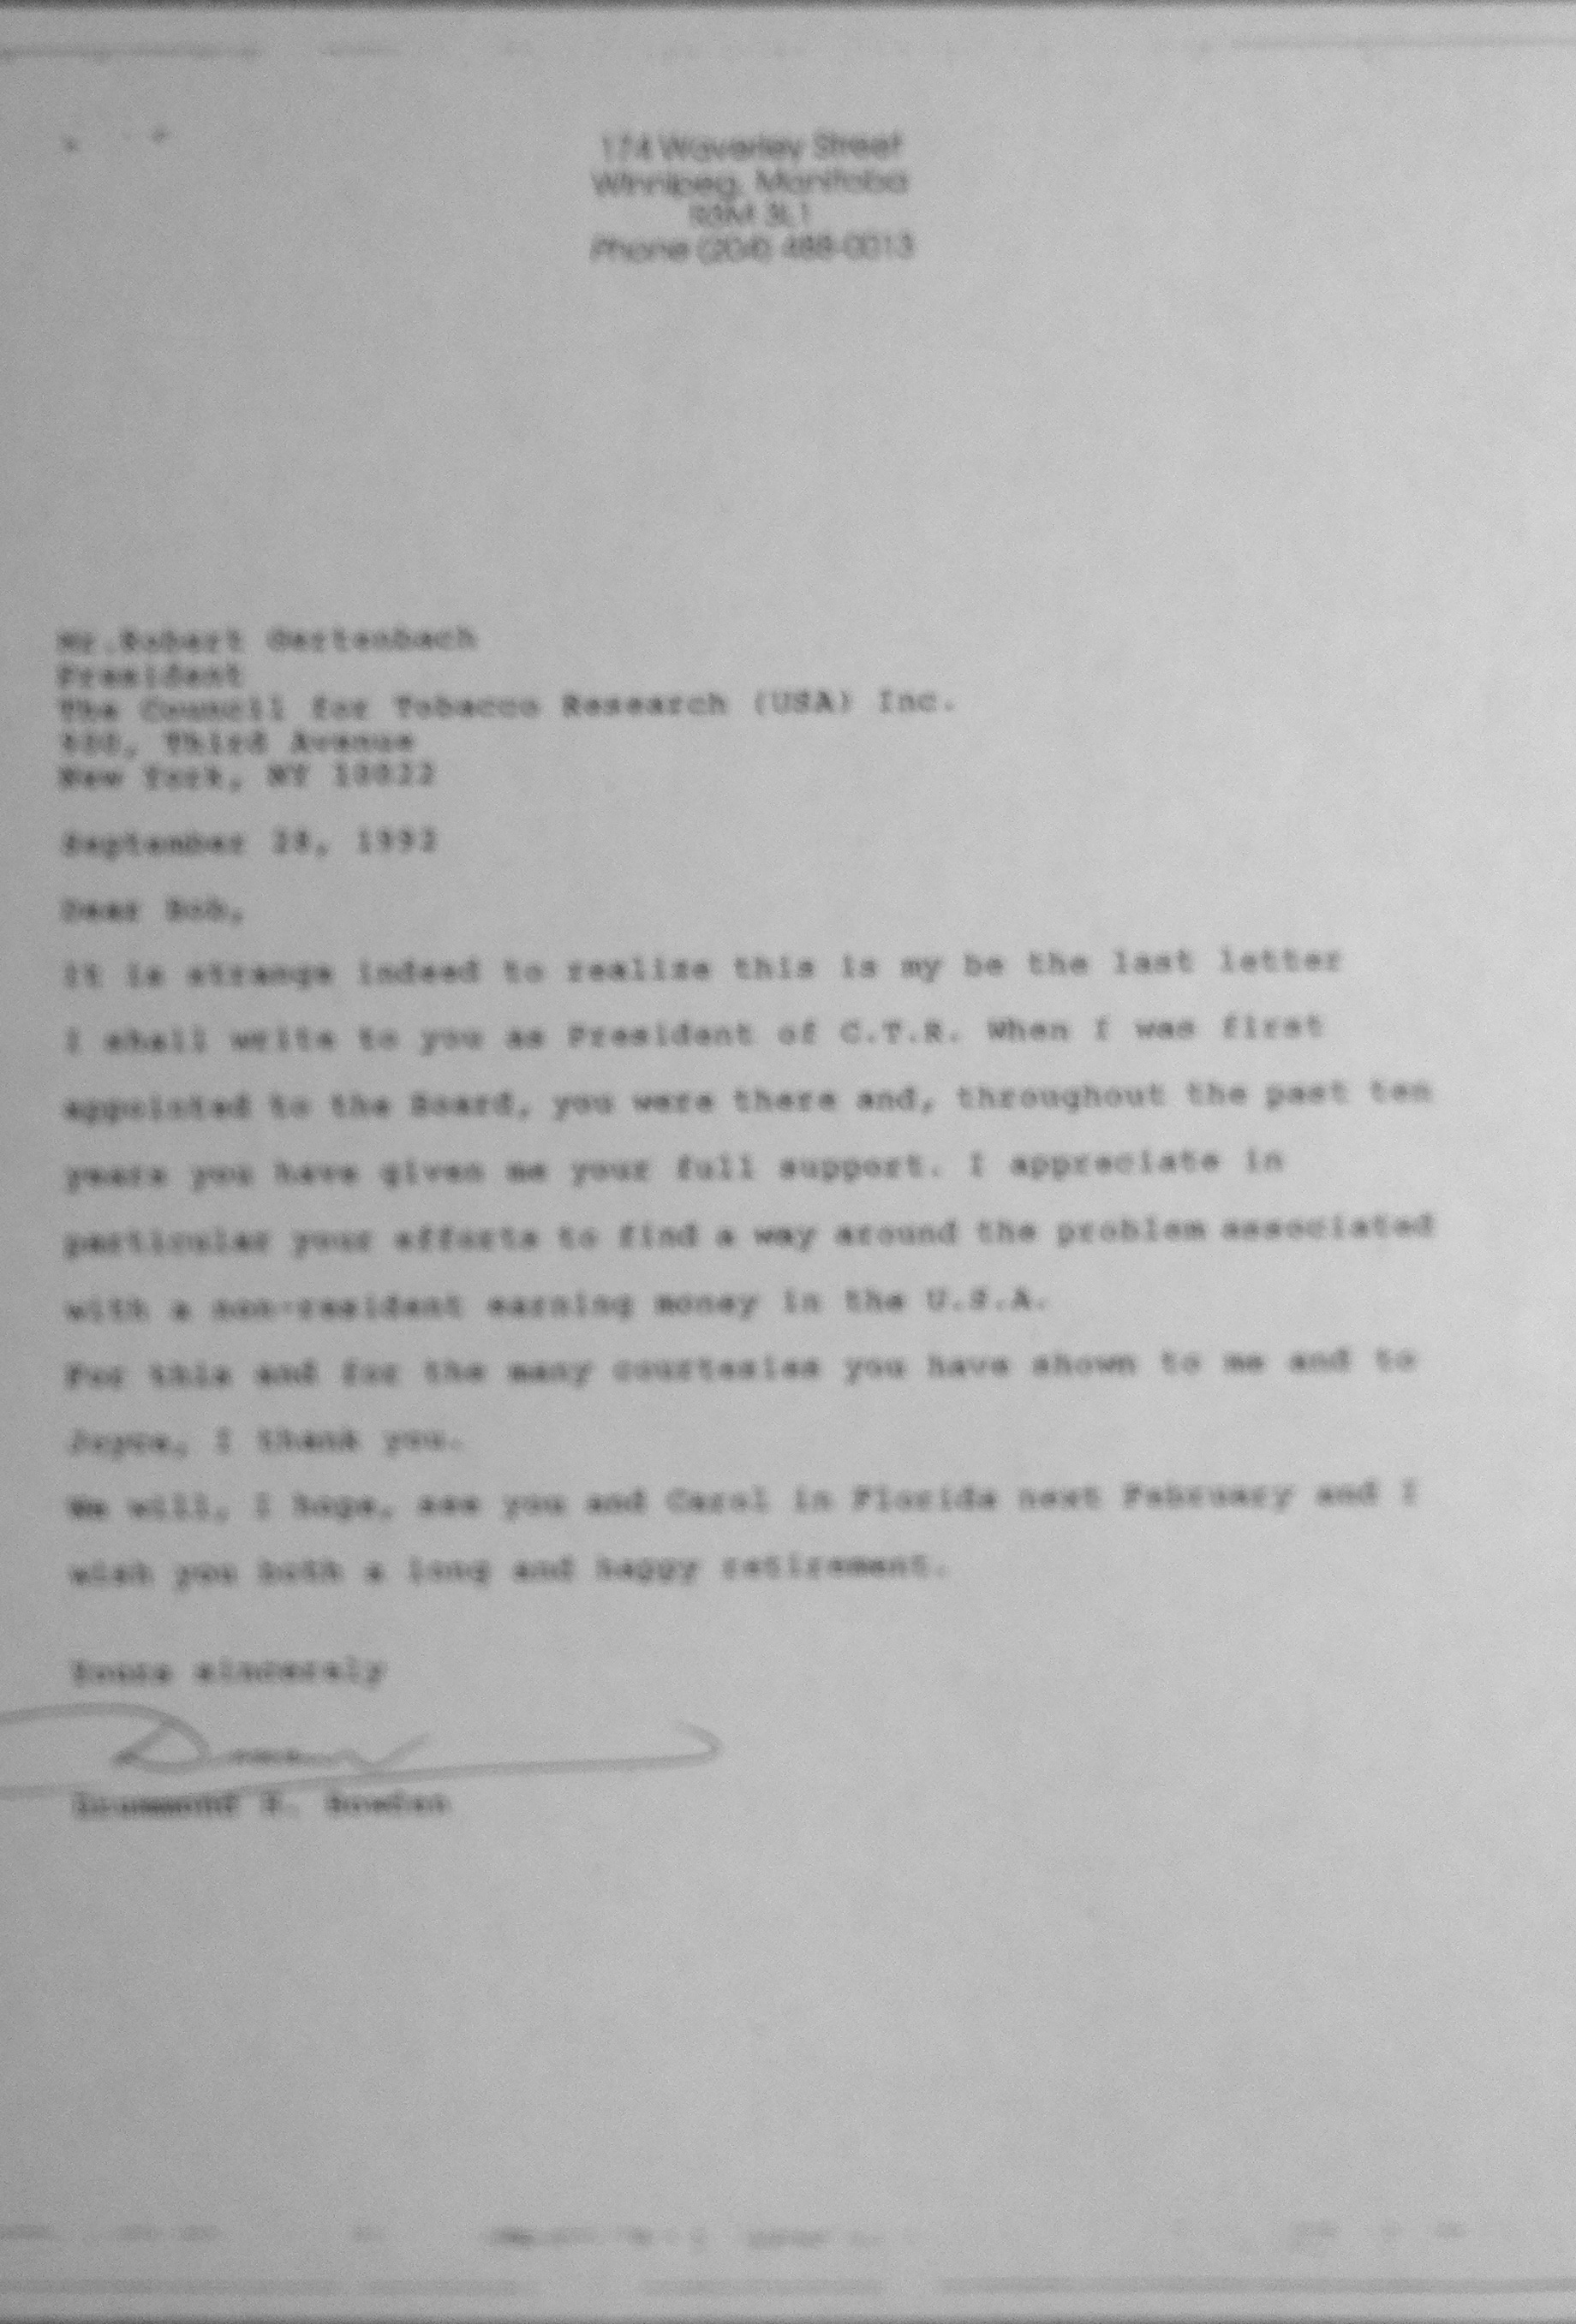 174 Waverley Street
Winnipeg, Manitoba
R3M 3L1
Phone (204) 488-0013
Mr.Robert Gertenbach
President
The Council for Tobacco Research (USA) Inc.
900, Third Avenue
New York, NY 10022
September 28, 1992
Dear Bob,
It is strange indeed to realize this is my be the last letter
I shall write to you as President of C.T.R. When I was first
appointed to the Board, you were there and, throughout the past ten
years you have given me your full support. I appreciate in
particular your efforts to find a way around the problem associated
with a non-resident earning money in the U.S.A.
For this and for the many courtesies you have shown to me and to
Joyce, I thank you.
We will, I hope, see you and Carol in Florida next February and I
wish you both a long and happy retirement.
Yours sincerely
Drummond H. Bowden